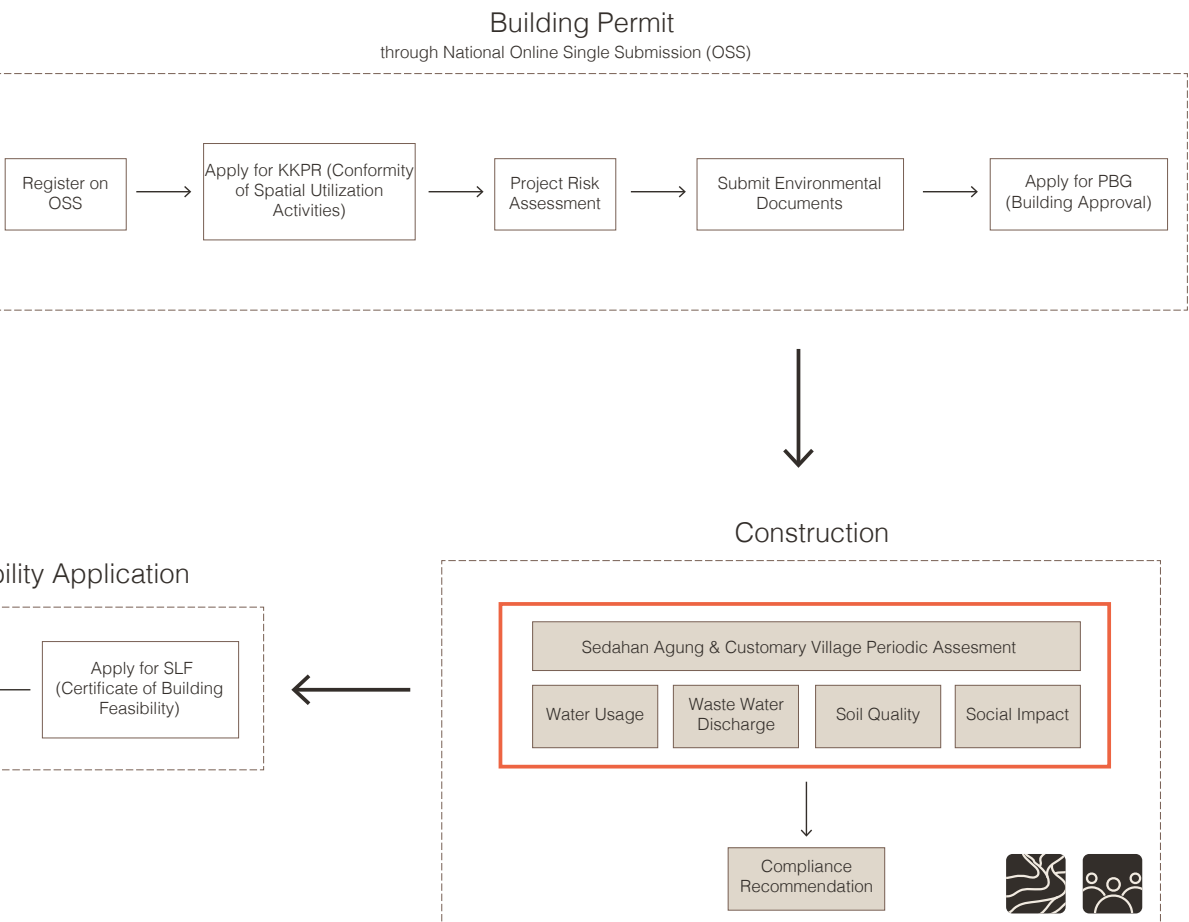 Building Permit
through National Online Single Submission (OSS)
Register on
OSS
Apply for KKPR (Conformity
of Spatial Utilization
Activities)
Project Risk
Assessment
Submit Environmental
Documents
Apply for PBG
(Building Approval)
Construction
bility Application
Sedahan Agung & Customary Village Periodic Assesment
Apply for SLF
(Certificate of Building
Feasibility)
Water Usage
Waste Water
Discharge
Soil Quality
Social Impact
Compliance
Recommendation